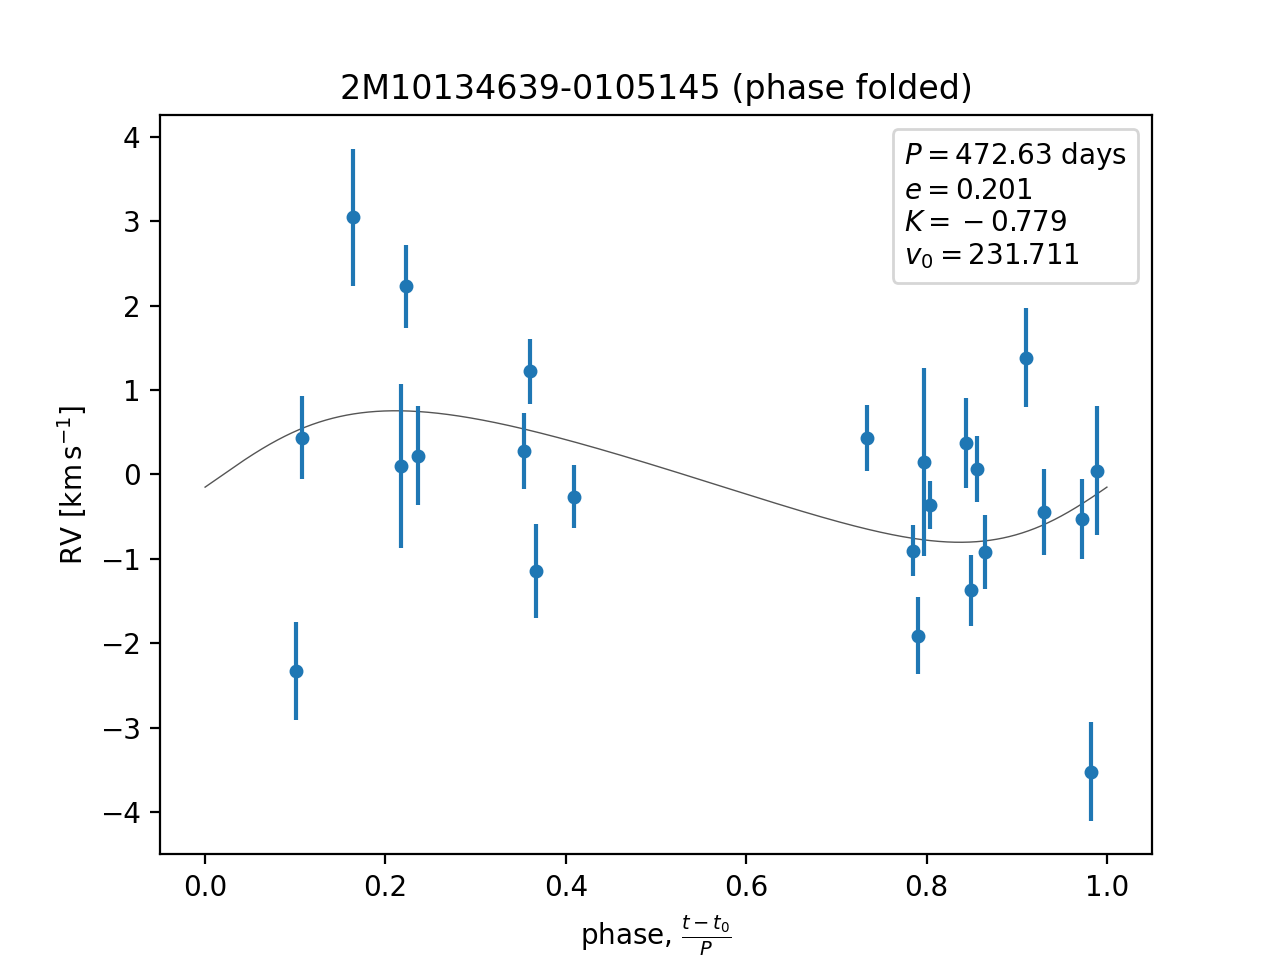 2M10134639-0105145 (phase folded)
P = 472.63 days
e = 0.201
K = −0.779
v₀ = 231.711
4
3
2
1
0
−1
−2
−3
−4
RV [km s⁻¹]
0.0 0.2 0.4 0.6 0.8 1.0
phase, (t − t₀)/P